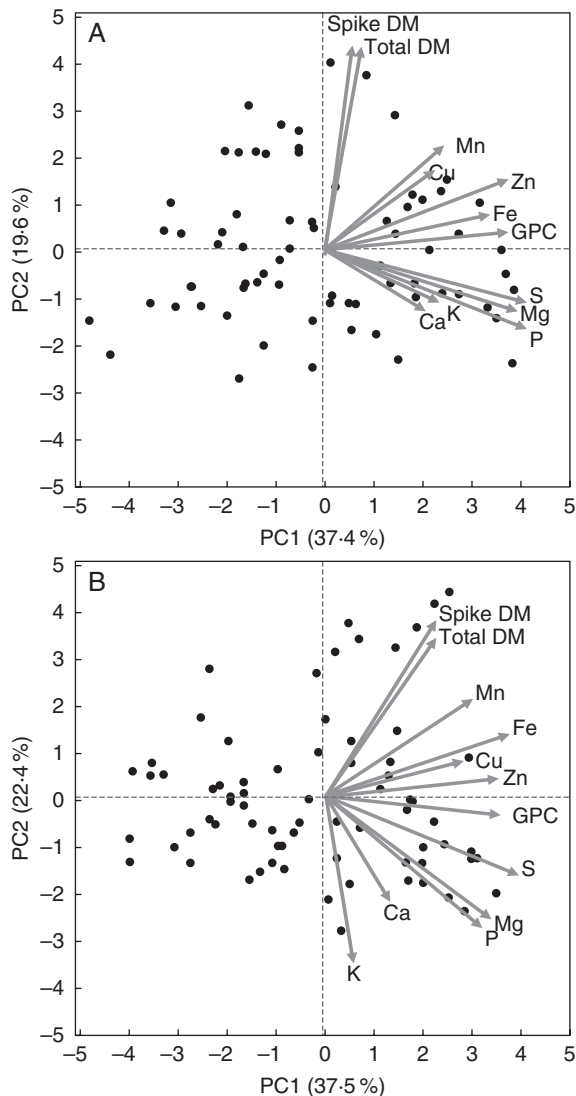 A
Spike DM
Total DM
Mn
Cu
Zn
Fe
GPC
S
Mg
K
Ca
P
PC2 (19·6 %)
5
4
3
2
1
0
–1
–2
–3
–4
–5
–5 –4 –3 –2 –1 0 1 2 3 4 5
PC1 (37·4 %)
B
Spike DM
Total DM
Mn
Fe
Cu
Zn
GPC
S
Ca
Mg
P
K
PC2 (22·4 %)
5
4
3
2
1
0
–1
–2
–3
–4
–5
–5 –4 –3 –2 –1 0 1 2 3 4 5
PC1 (37·5 %)